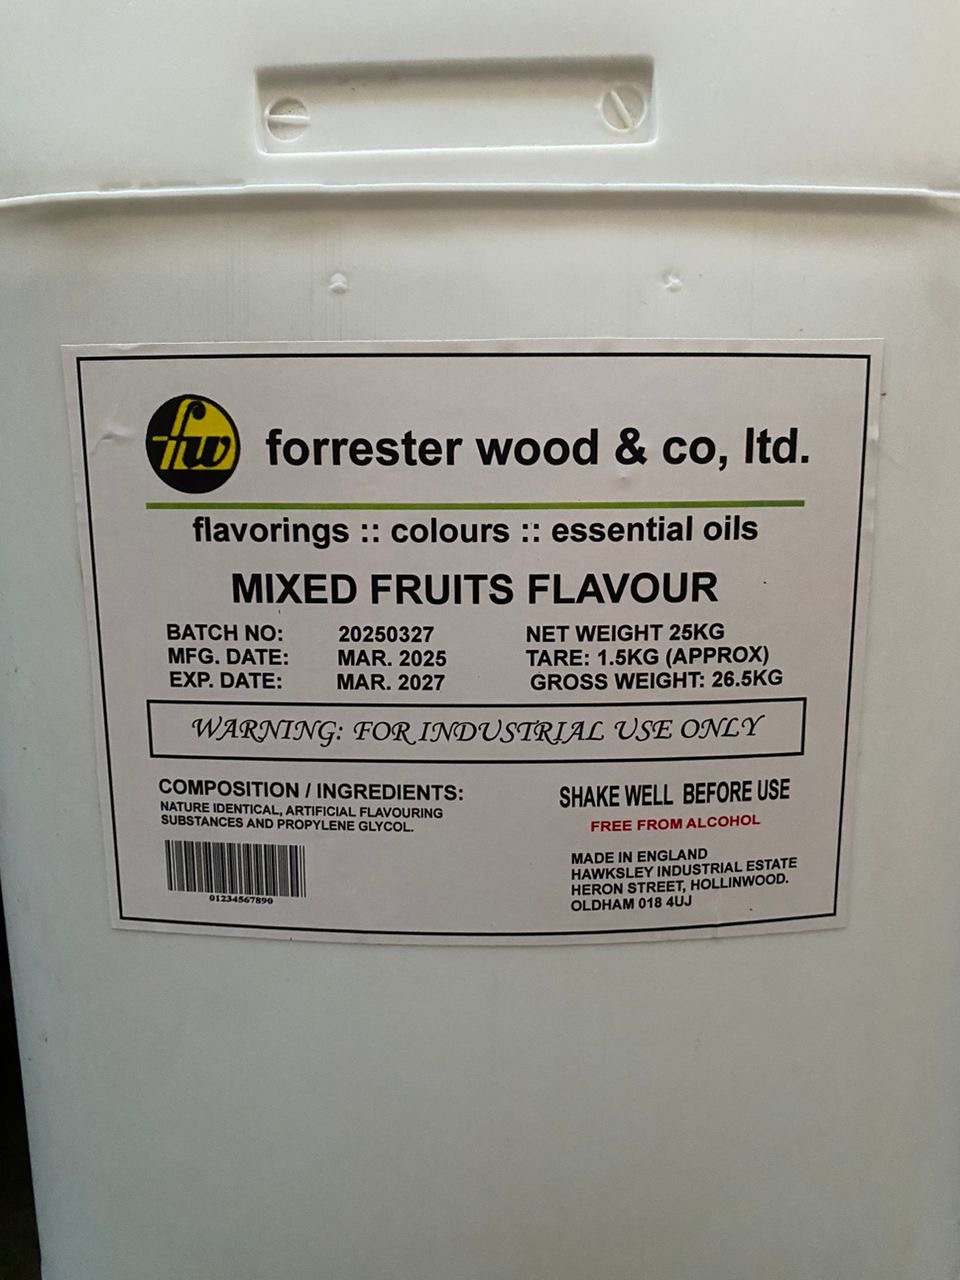 fw
forrester wood & co, ltd.
flavorings :: colours :: essential oils
MIXED FRUITS FLAVOUR
BATCH NO: 20250327 NET WEIGHT 25KG
MFG. DATE: MAR. 2025 TARE: 1.5KG (APPROX)
EXP. DATE: MAR. 2027 GROSS WEIGHT: 26.5KG
WARNING: FOR INDUSTRIAL USE ONLY
COMPOSITION / INGREDIENTS:
NATURE IDENTICAL, ARTIFICIAL FLAVOURING
SUBSTANCES AND PROPYLENE GLYCOL.
01234567890
SHAKE WELL BEFORE USE
FREE FROM ALCOHOL
MADE IN ENGLAND
HAWKSLEY INDUSTRIAL ESTATE
HERON STREET, HOLLINWOOD.
OLDHAM 018 4UJ